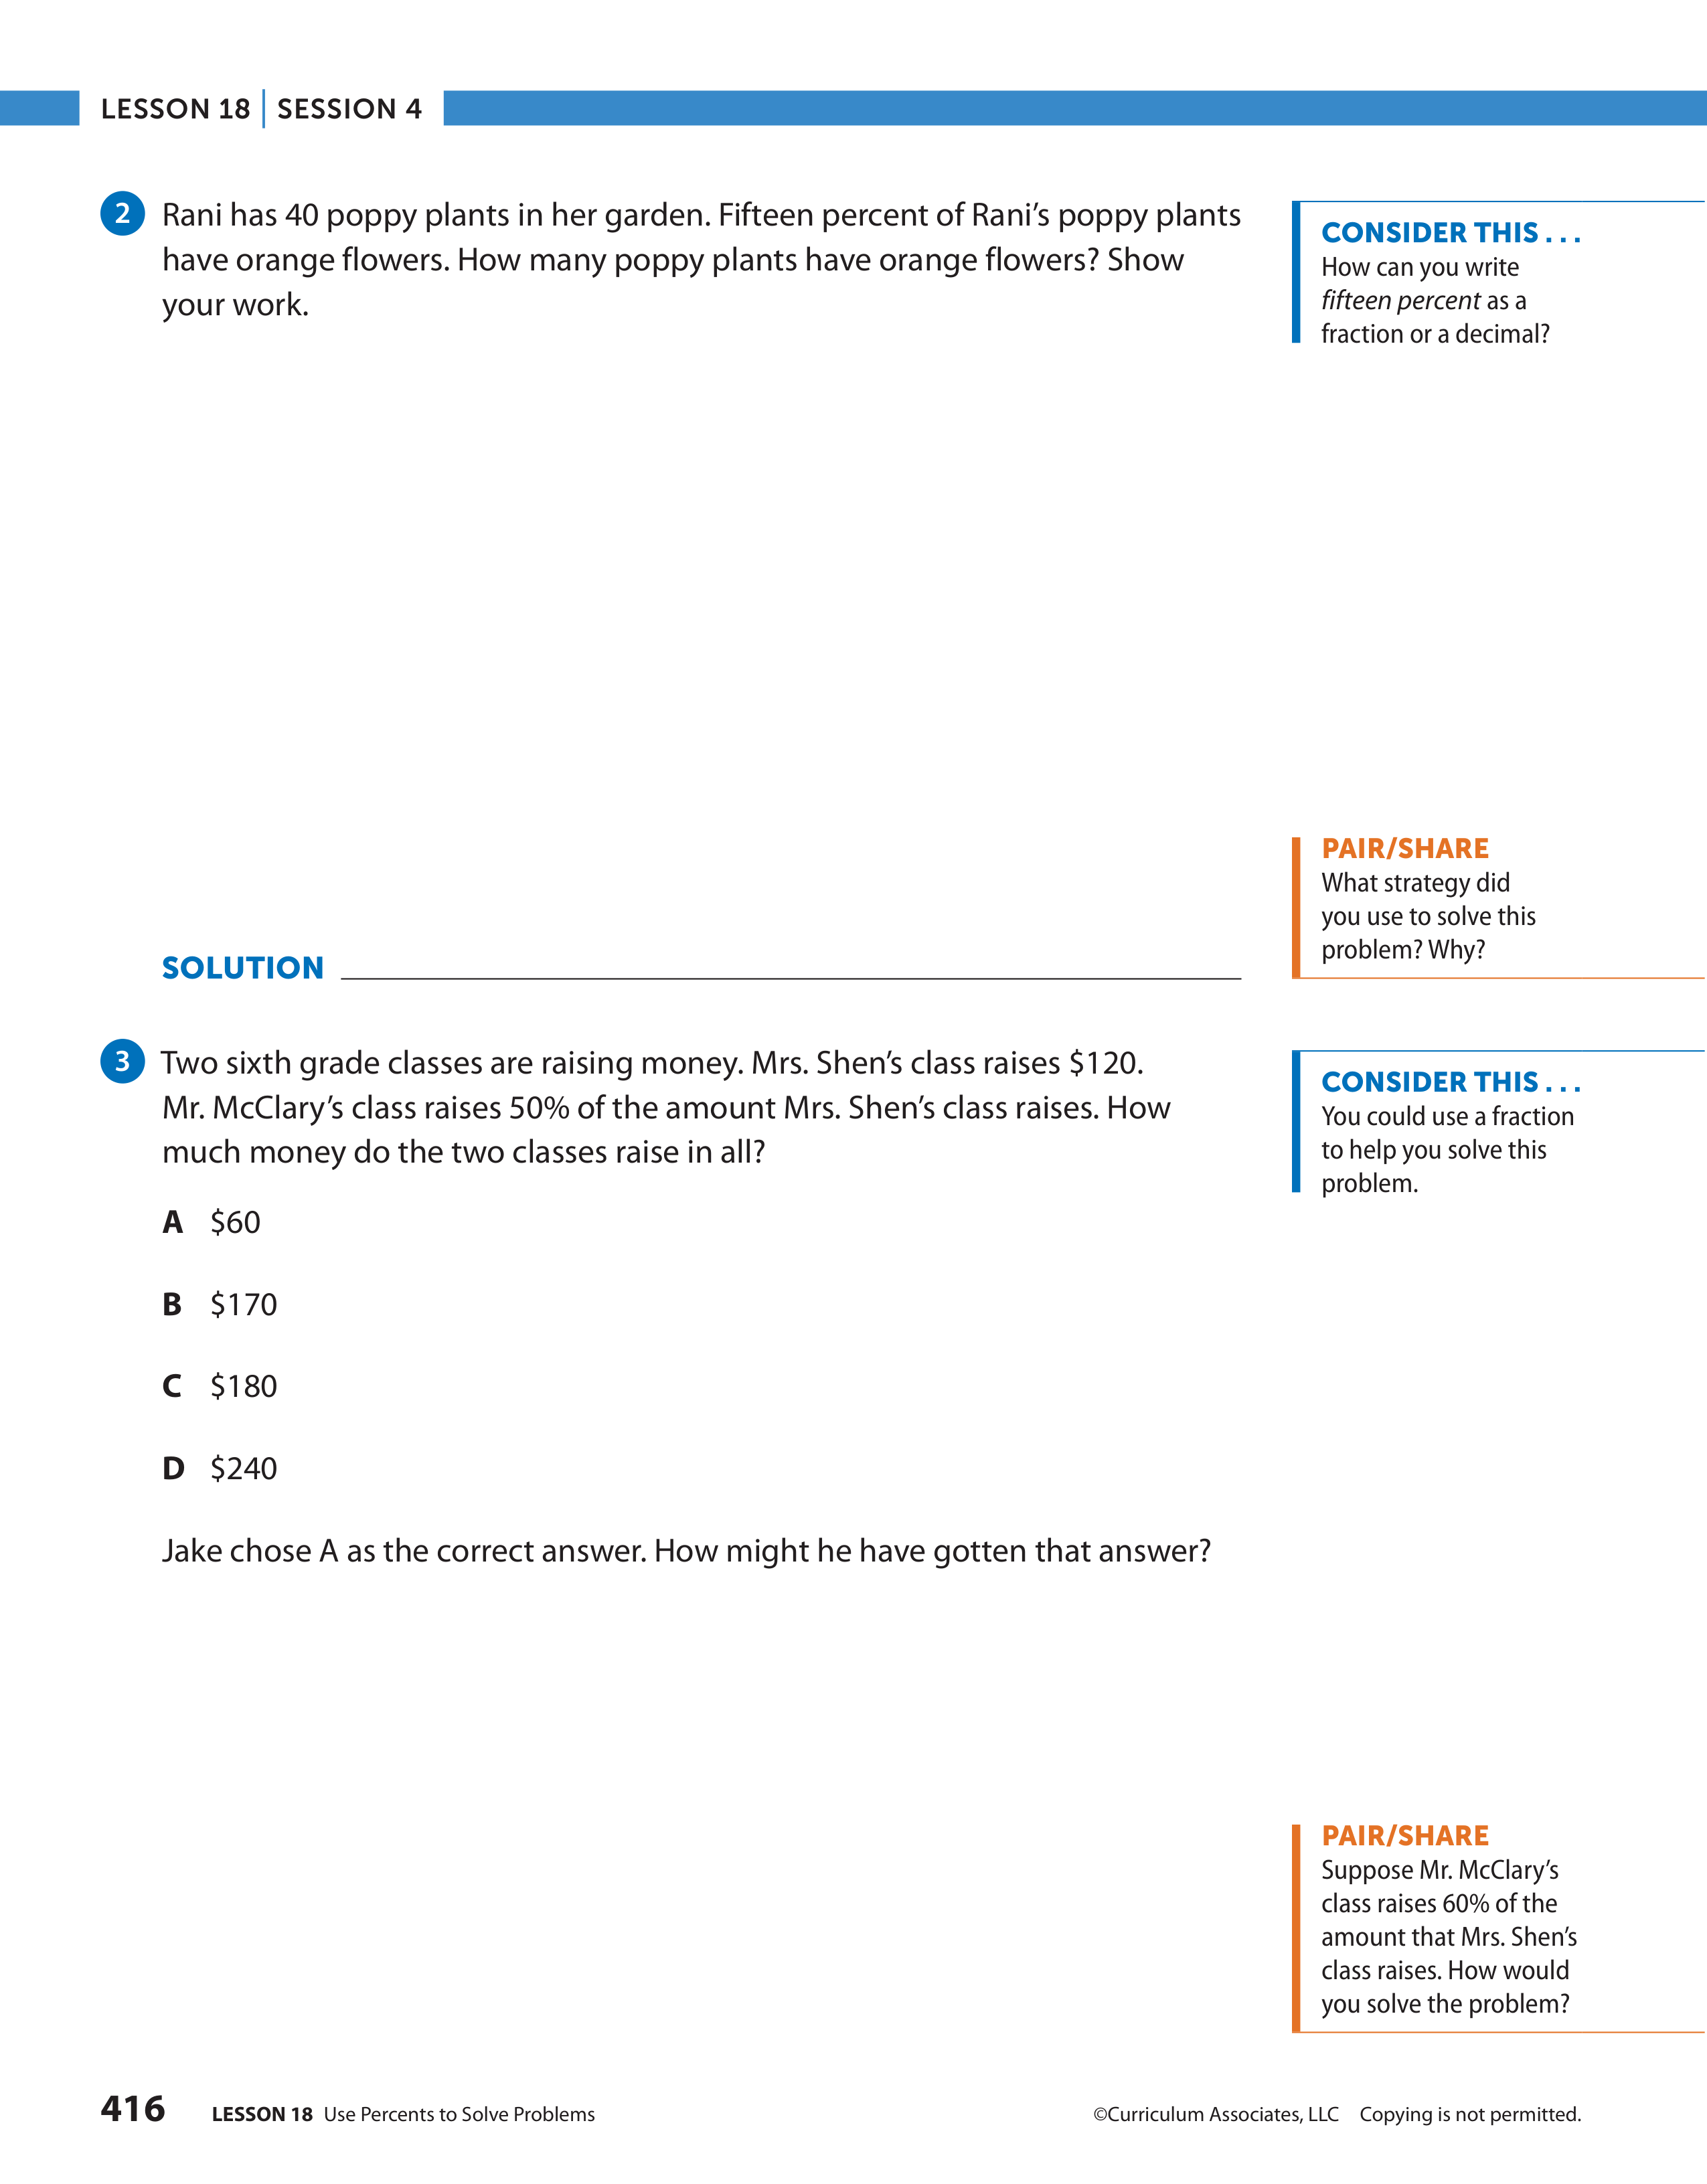 LESSON 18 | SESSION 4
2 Rani has 40 poppy plants in her garden. Fifteen percent of Rani’s poppy plants
have orange flowers. How many poppy plants have orange flowers? Show
your work.
CONSIDER THIS . . .
How can you write
fifteen percent as a
fraction or a decimal?
PAIR/SHARE
What strategy did
you use to solve this
problem? Why?
SOLUTION
3 Two sixth grade classes are raising money. Mrs. Shen’s class raises $120.
Mr. McClary’s class raises 50% of the amount Mrs. Shen’s class raises. How
much money do the two classes raise in all?
A $60
B $170
C $180
D $240
Jake chose A as the correct answer. How might he have gotten that answer?
CONSIDER THIS . . .
You could use a fraction
to help you solve this
problem.
PAIR/SHARE
Suppose Mr. McClary’s
class raises 60% of the
amount that Mrs. Shen’s
class raises. How would
you solve the problem?
416 LESSON 18 Use Percents to Solve Problems
©Curriculum Associates, LLC Copying is not permitted.